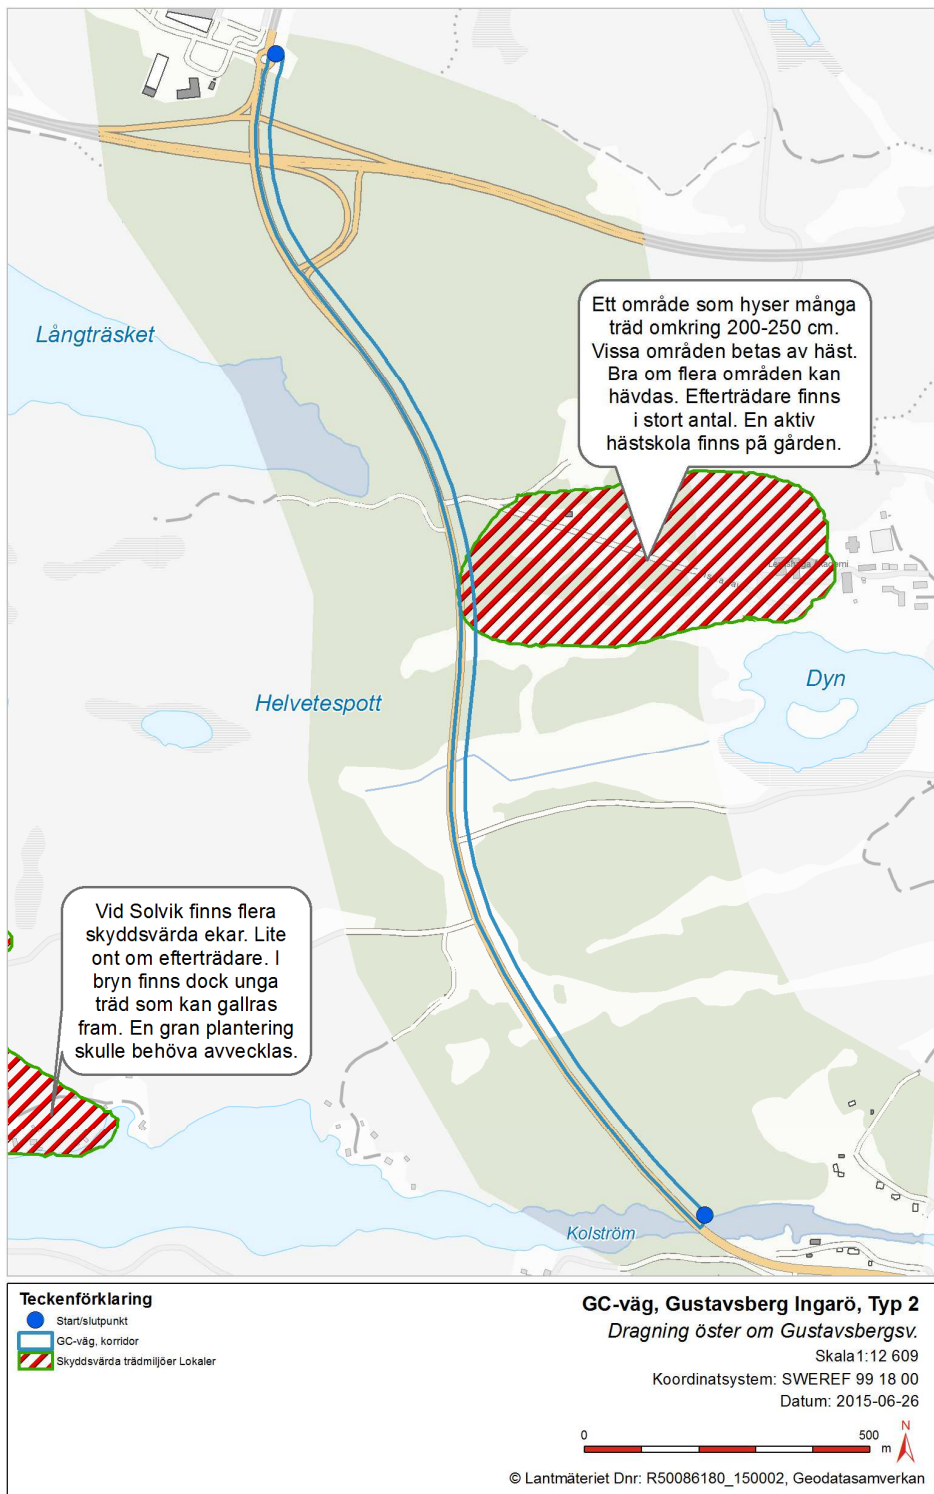 Långträsket
Ett område som hyser många
träd omkring 200-250 cm.
Vissa områden betas av häst.
Bra om flera områden kan
hävdas. Efterträdare finns
i stort antal. En aktiv
hästskola finns på gården.
Dyn
Helvetespott
Vid Solvik finns flera
skyddsvärda ekar. Lite
ont om efterträdare. I
bryn finns dock unga
träd som kan gallras
fram. En gran plantering
skulle behöva avvecklas.
Kolström
Teckenförklaring
Start/slutpunkt
GC-väg, korridor
Skyddsvärda trädmiljöer Lokaler
GC-väg, Gustavsberg Ingarö, Typ 2
Dragning öster om Gustavsbergsv.
Skala1:12 609
Koordinatsystem: SWEREF 99 18 00
Datum: 2015-06-26
0 500 m
N
© Lantmäteriet Dnr: R50086180_150002, Geodatasamverkan